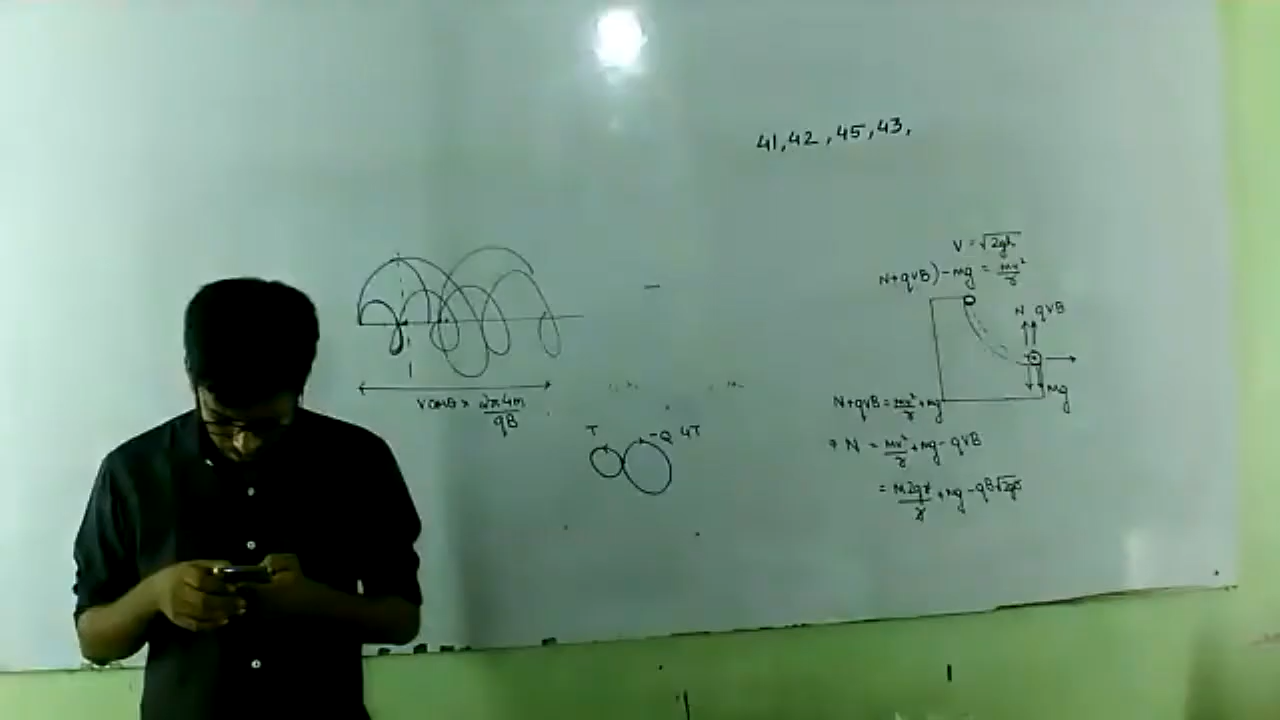 41, 42, 45, 43,
V = √2gr
N+qvB) - mg = mv²/r
N qvB
mg
vcosθ × 2π4m/qB
T -Q 4T
N+qvB = mv²/r + mg
⇒ N = mv²/r + mg - qvB
= M2gr/r + mg - qB√2gr